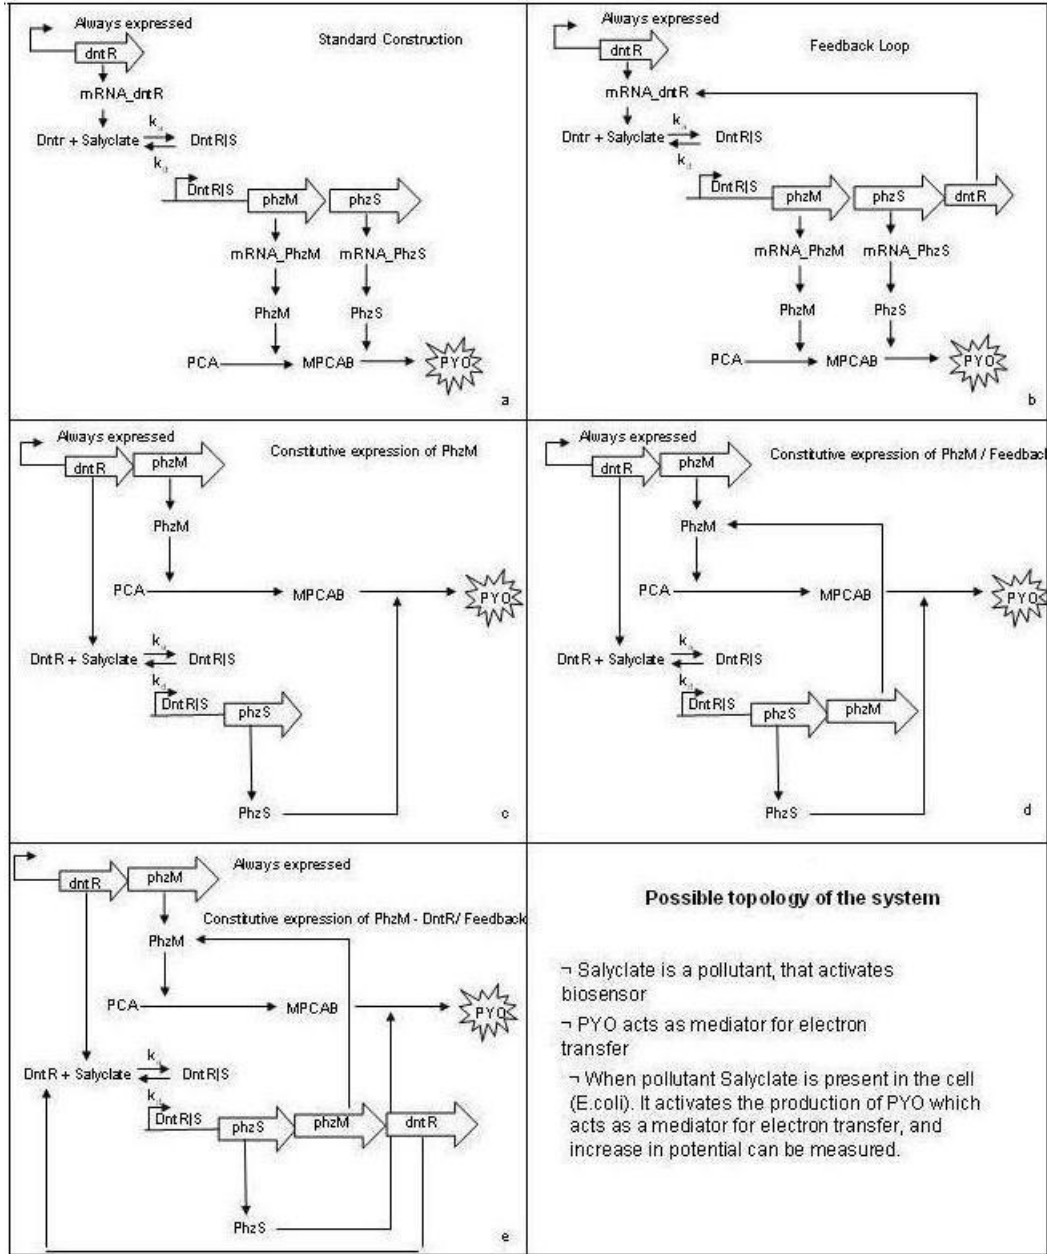 Always expressed
Standard Construction
dntR
mRNA_dntR
Dntr + Salyclate
k
a
k
d
DntR|S
DntR|S
phzM
phzS
mRNA_PhzM
mRNA_PhzS
PhzM
PhzS
PCA
MPCAB
PYO
a
Always expressed
Feedback Loop
dntR
mRNA_dntR
Dntr + Salyclate
k
a
k
d
DntR|S
DntR|S
phzM
phzS
dntR
mRNA_PhzM
mRNA_PhzS
PhzM
PhzS
PCA
MPCAB
PYO
b
Always expressed
Constitutive expression of PhzM
dntR
phzM
PhzM
PCA
MPCAB
PYO
DntR + Salyclate
k
a
k
d
DntR|S
DntR|S
phzS
PhzS
c
Always expressed
Constitutive expression of PhzM / Feedback
dntR
phzM
PhzM
PCA
MPCAB
PYO
DntR + Salyclate
k
a
k
d
DntR|S
DntR|S
phzS
phzM
PhzS
d
Always expressed
dntR
phzM
Constitutive expression of PhzM - DntR/ Feedback
PhzM
PCA
MPCAB
PYO
DntR + Salyclate
k
a
k
d
DntR|S
DntR|S
phzS
phzM
dntR
PhzS
e
Possible topology of the system
¬ Salyclate is a pollutant, that activates
biosensor
¬ PYO acts as mediator for electron
transfer
¬ When pollutant Salyclate is present in the cell
(E.coli). It activates the production of PYO which
acts as a mediator for electron transfer, and
increase in potential can be measured.